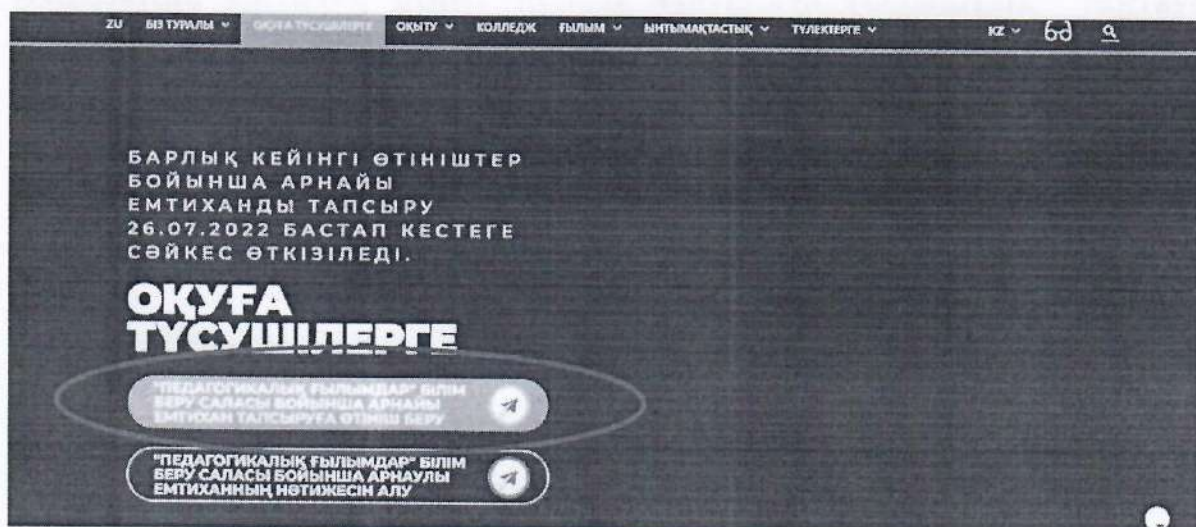 ZU БІЗ ТУРАЛЫ ОҚУҒА ТҮСУШІЛЕРГЕ ОҚЫТУ КОЛЛЕДЖ ҒЫЛЫМ ЫНТЫМАҚТАСТЫҚ ТҮЛЕКТЕРГЕ KZ
БАРЛЫҚ КЕЙІНГІ ӨТІНІШТЕР
БОЙЫНША АРНАЙЫ
ЕМТИХАНДЫ ТАПСЫРУ
26.07.2022 БАСТАП КЕСТЕГЕ
СӘЙКЕС ӨТКІЗІЛЕДІ.
ОҚУҒА
ТҮСУШІЛЕРГЕ
"ПЕДАГОГИКАЛЫҚ ҒЫЛЫМДАР" БІЛІМ
БЕРУ САЛАСЫ БОЙЫНША АРНАЙЫ
ЕМТИХАН ТАПСЫРУҒА ӨТІНІШ БЕРУ
"ПЕДАГОГИКАЛЫҚ ҒЫЛЫМДАР" БІЛІМ
БЕРУ САЛАСЫ БОЙЫНША АРНАУЛЫ
ЕМТИХАННЫҢ НӘТИЖЕСІН АЛУ